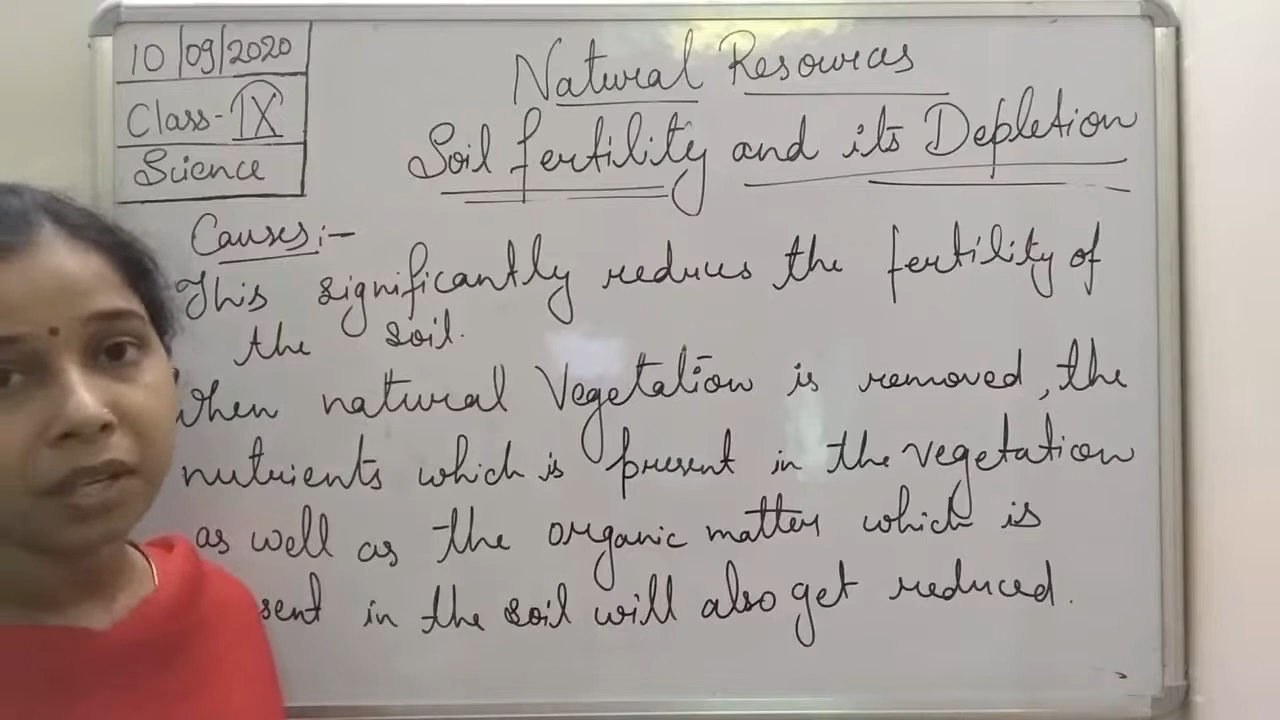 10/09/2020
Class-IX
Science
Natural Resources
Soil fertility and its Depletion
Causes:-
This significantly reduces the fertility of
the soil.
When natural Vegetation is removed, the
nutrients which is present in the vegetation
as well as the organic matter which is
sent in the soil will also get reduced.